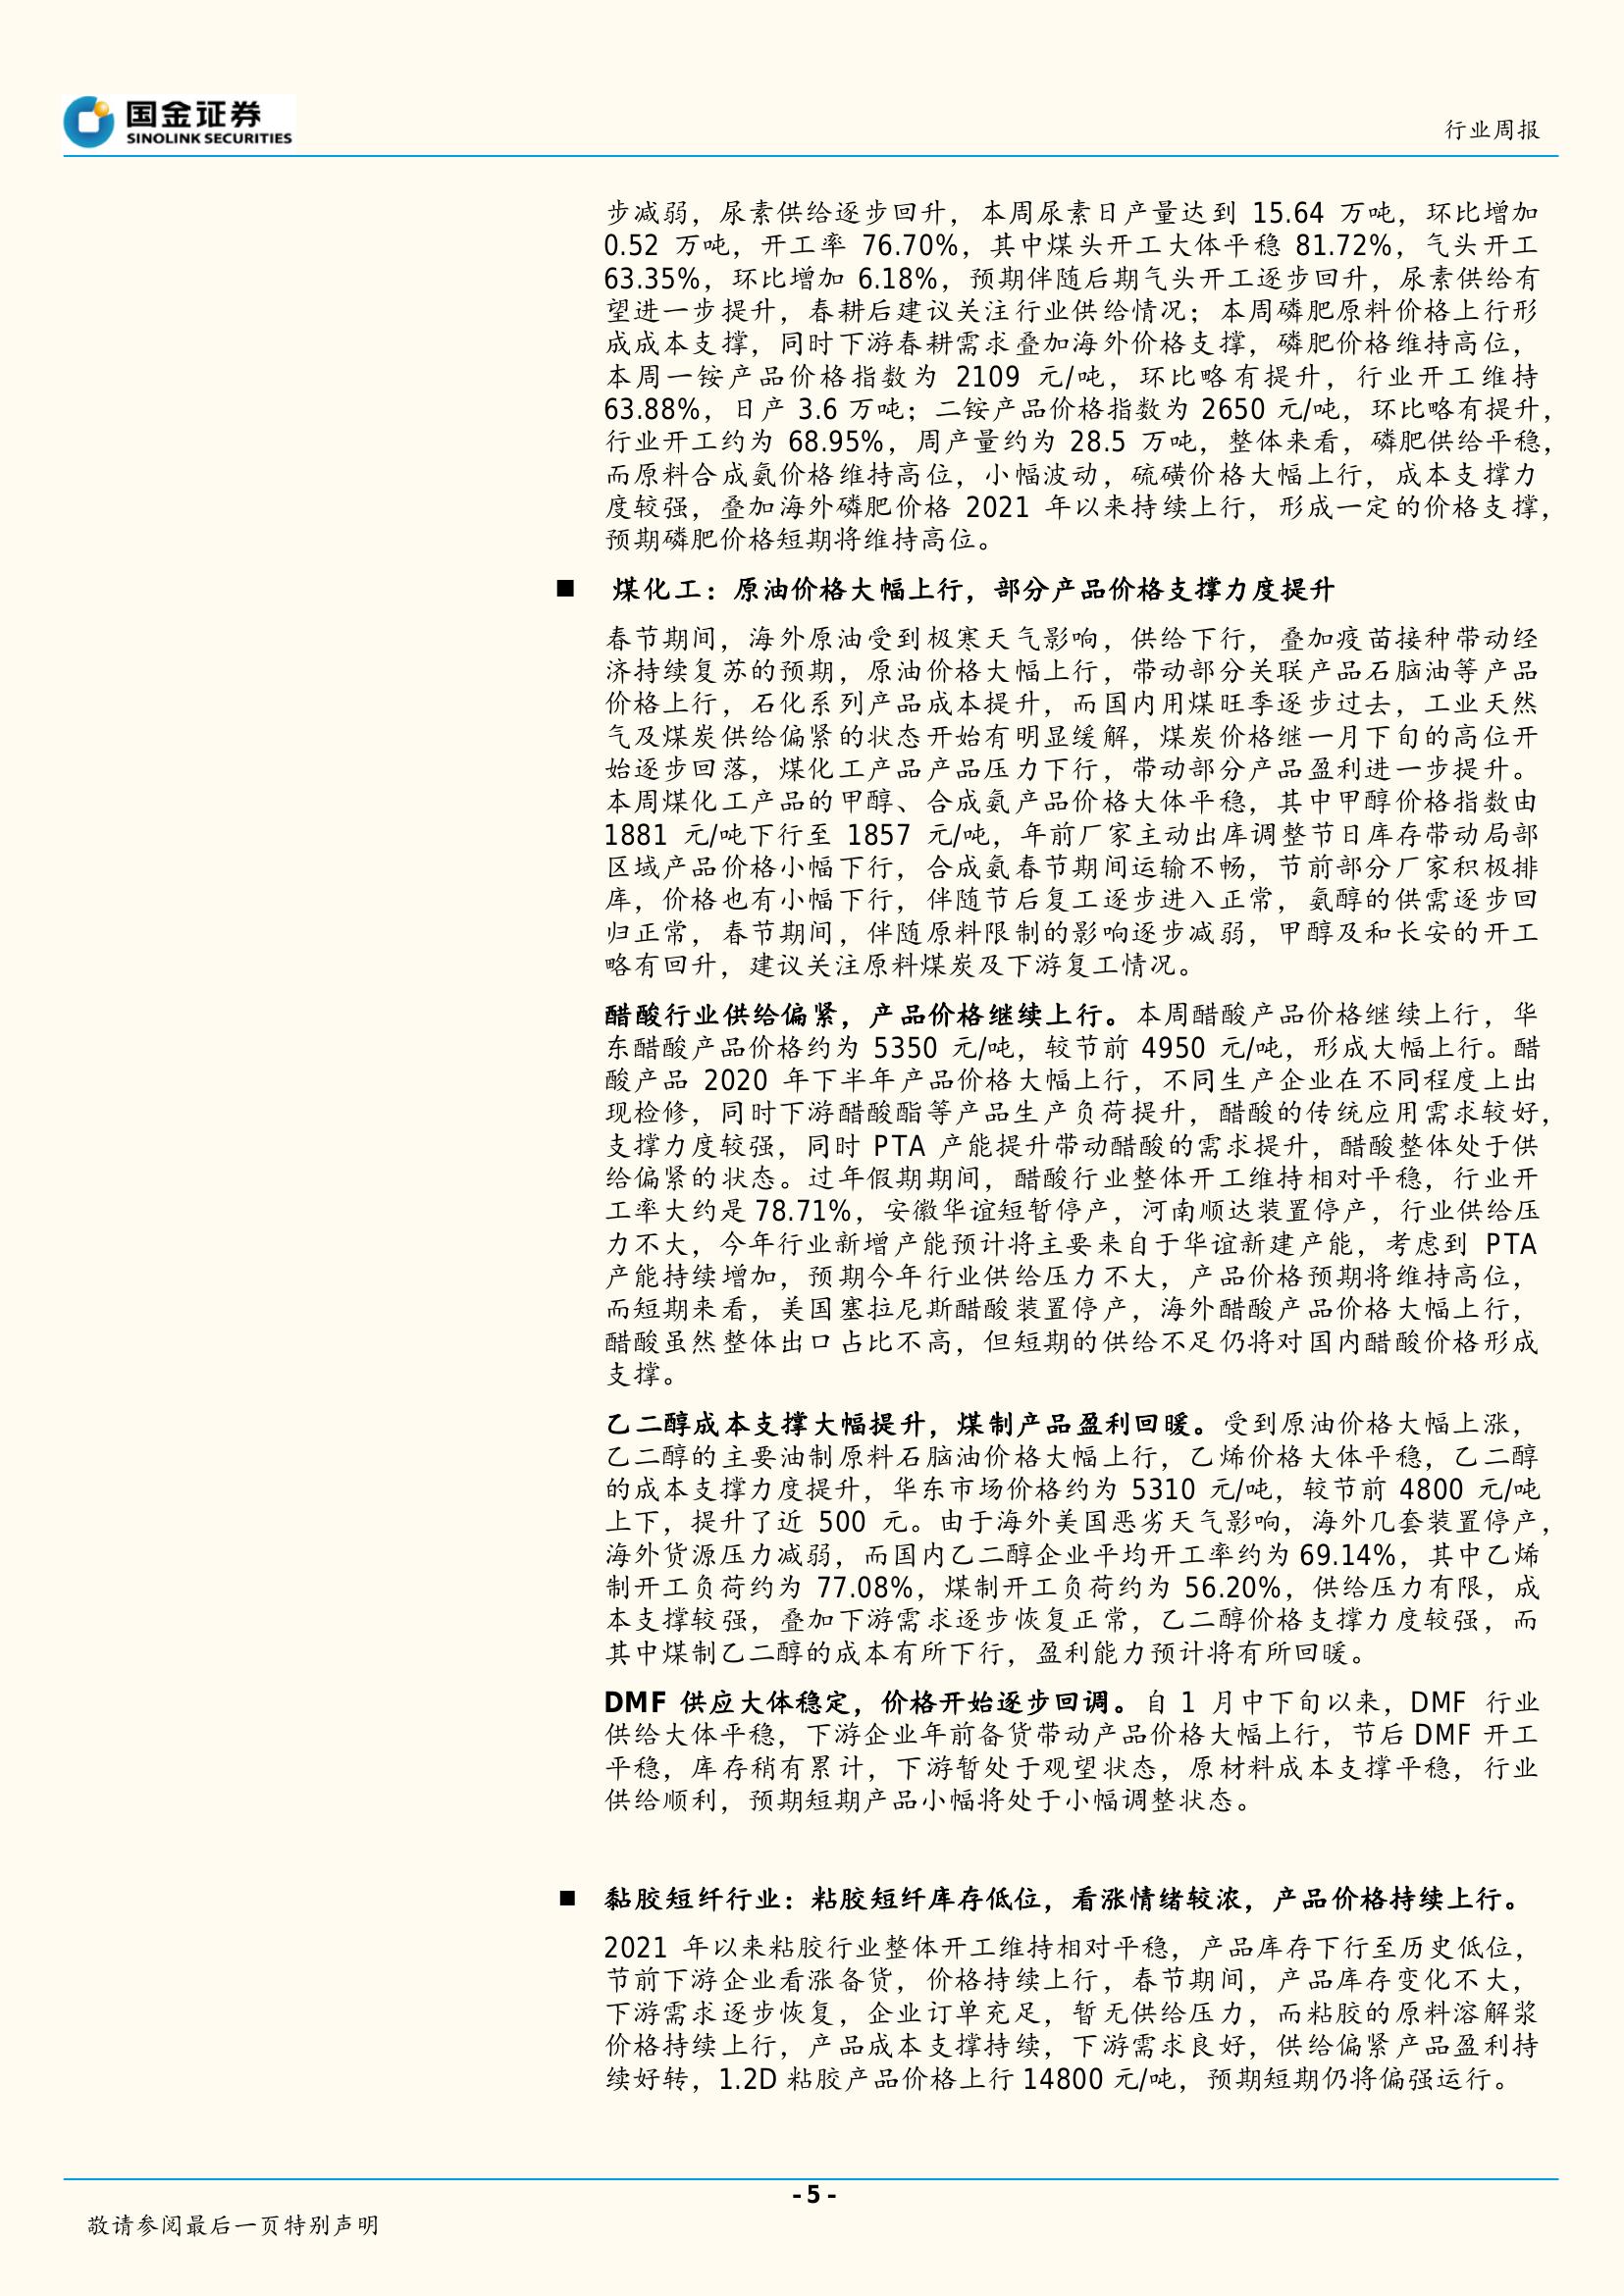 国金证券
SINOLINK SECURITIES
行业周报
步减弱，尿素供给逐步回升，本周尿素日产量达到 15.64 万吨，环比增加
0.52 万吨，开工率 76.70%，其中煤头开工大体平稳 81.72%，气头开工
63.35%，环比增加 6.18%，预期伴随后期气头开工逐步回升，尿素供给有
望进一步提升，春耕后建议关注行业供给情况；本周磷肥原料价格上行形
成成本支撑，同时下游春耕需求叠加海外价格支撑，磷肥价格维持高位，
本周一铵产品价格指数为 2109 元/吨，环比略有提升，行业开工维持
63.88%，日产 3.6 万吨；二铵产品价格指数为 2650 元/吨，环比略有提升，
行业开工约为 68.95%，周产量约为 28.5 万吨，整体来看，磷肥供给平稳，
而原料合成氨价格维持高位，小幅波动，硫磺价格大幅上行，成本支撑力
度较强，叠加海外磷肥价格 2021 年以来持续上行，形成一定的价格支撑，
预期磷肥价格短期将维持高位。
■ 煤化工：原油价格大幅上行，部分产品价格支撑力度提升
春节期间，海外原油受到极寒天气影响，供给下行，叠加疫苗接种带动经
济持续复苏的预期，原油价格大幅上行，带动部分关联产品石脑油等产品
价格上行，石化系列产品成本提升，而国内用煤旺季逐步过去，工业天然
气及煤炭供给偏紧的状态开始有明显缓解，煤炭价格继一月下旬的高位开
始逐步回落，煤化工产品产品压力下行，带动部分产品盈利进一步提升。
本周煤化工产品的甲醇、合成氨产品价格大体平稳，其中甲醇价格指数由
1881 元/吨下行至 1857 元/吨，年前厂家主动出库调整节日库存带动局部
区域产品价格小幅下行，合成氨春节期间运输不畅，节前部分厂家积极排
库，价格也有小幅下行，伴随节后复工逐步进入正常，氨醇的供需逐步回
归正常，春节期间，伴随原料限制的影响逐步减弱，甲醇及和长安的开工
略有回升，建议关注原料煤炭及下游复工情况。
醋酸行业供给偏紧，产品价格继续上行。本周醋酸产品价格继续上行，华
东醋酸产品价格约为 5350 元/吨，较节前 4950 元/吨，形成大幅上行。醋
酸产品 2020 年下半年产品价格大幅上行，不同生产企业在不同程度上出
现检修，同时下游醋酸酯等产品生产负荷提升，醋酸的传统应用需求较好，
支撑力度较强，同时 PTA 产能提升带动醋酸的需求提升，醋酸整体处于供
给偏紧的状态。过年假期期间，醋酸行业整体开工维持相对平稳，行业开
工率大约是 78.71%，安徽华谊短暂停产，河南顺达装置停产，行业供给压
力不大，今年行业新增产能预计将主要来自于华谊新建产能，考虑到 PTA
产能持续增加，预期今年行业供给压力不大，产品价格预期将维持高位，
而短期来看，美国塞拉尼斯醋酸装置停产，海外醋酸产品价格大幅上行，
醋酸虽然整体出口占比不高，但短期的供给不足仍将对国内醋酸价格形成
支撑。
乙二醇成本支撑大幅提升，煤制产品盈利回暖。受到原油价格大幅上涨，
乙二醇的主要油制原料石脑油价格大幅上行，乙烯价格大体平稳，乙二醇
的成本支撑力度提升，华东市场价格约为 5310 元/吨，较节前 4800 元/吨
上下，提升了近 500 元。由于海外美国恶劣天气影响，海外几套装置停产，
海外货源压力减弱，而国内乙二醇企业平均开工率约为 69.14%，其中乙烯
制开工负荷约为 77.08%，煤制开工负荷约为 56.20%，供给压力有限，成
本支撑较强，叠加下游需求逐步恢复正常，乙二醇价格支撑力度较强，而
其中煤制乙二醇的成本有所下行，盈利能力预计将有所回暖。
DMF 供应大体稳定，价格开始逐步回调。自 1 月中下旬以来，DMF 行业
供给大体平稳，下游企业年前备货带动产品价格大幅上行，节后 DMF 开工
平稳，库存稍有累计，下游暂处于观望状态，原材料成本支撑平稳，行业
供给顺利，预期短期产品小幅将处于小幅调整状态。
■ 黏胶短纤行业：粘胶短纤库存低位，看涨情绪较浓，产品价格持续上行。
2021 年以来粘胶行业整体开工维持相对平稳，产品库存下行至历史低位，
节前下游企业看涨备货，价格持续上行，春节期间，产品库存变化不大，
下游需求逐步恢复，企业订单充足，暂无供给压力，而粘胶的原料溶解浆
价格持续上行，产品成本支撑持续，下游需求良好，供给偏紧产品盈利持
续好转，1.2D 粘胶产品价格上行 14800 元/吨，预期短期仍将偏强运行。
- 5 -
敬请参阅最后一页特别声明